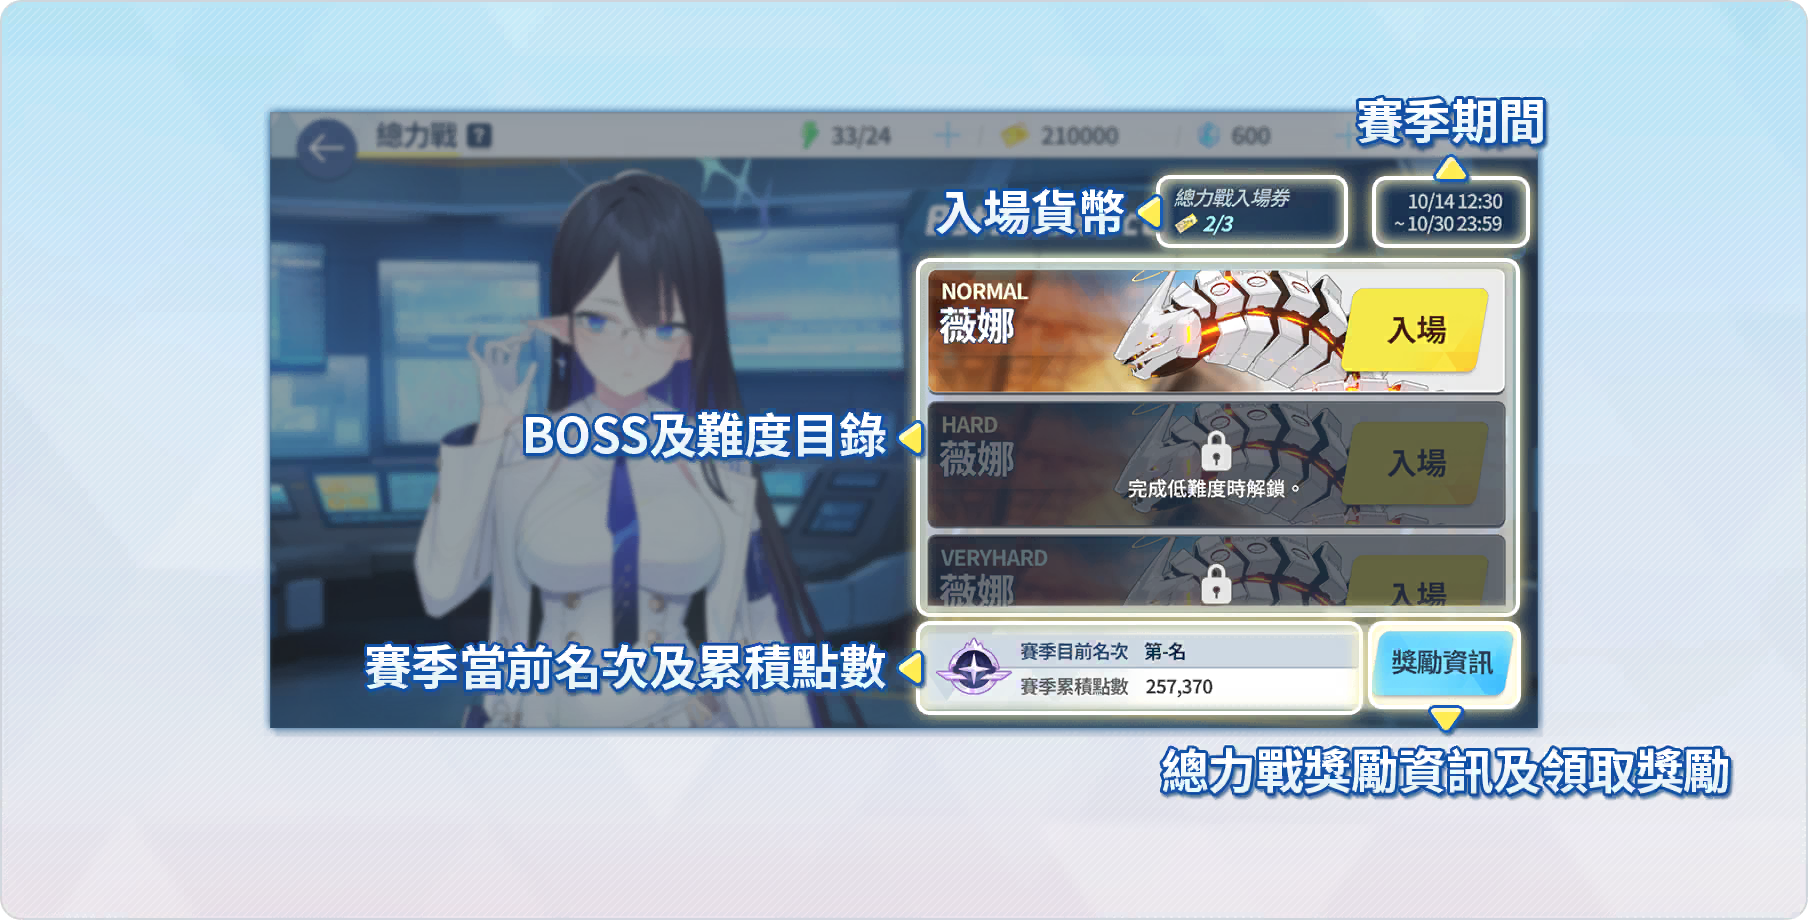 總力戰 ?
33/24
210000
600
賽季期間
入場貨幣
總力戰入場券
2/3
10/14 12:30
~10/30 23:59
NORMAL
薇娜
入場
BOSS及難度目錄
HARD
薇娜
入場
完成低難度時解鎖。
VERYHARD
薇娜
入場
賽季當前名次及累積點數
賽季目前名次 第-名
賽季累積點數 257,370
獎勵資訊
總力戰獎勵資訊及領取獎勵